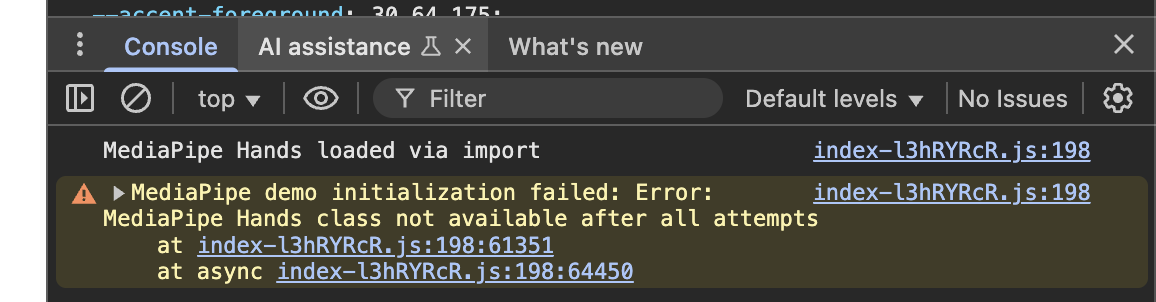 --accent-foreground: 30 64 175;
Console AI assistance What's new
top Filter Default levels No Issues
MediaPipe Hands loaded via import index-l3hRYRcR.js:198
MediaPipe demo initialization failed: Error: index-l3hRYRcR.js:198
MediaPipe Hands class not available after all attempts
at index-l3hRYRcR.js:198:61351
at async index-l3hRYRcR.js:198:64450